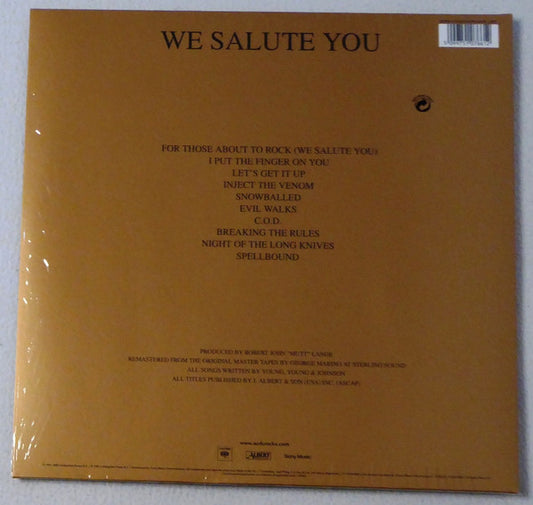 WE SALUTE YOU
FOR THOSE ABOUT TO ROCK (WE SALUTE YOU)
I PUT THE FINGER ON YOU
LET'S GET IT UP
INJECT THE VENOM
SNOWBALLED
EVIL WALKS
C.O.D.
BREAKING THE RULES
NIGHT OF THE LONG KNIVES
SPELLBOUND
PRODUCED BY ROBERT JOHN "MUTT" LANGE
REMASTERED FROM THE ORIGINAL MASTER TAPES BY GEORGE MARINO AT STERLING SOUND
ALL SONGS WRITTEN BY YOUNG, YOUNG & JOHNSON
ALL TITLES PUBLISHED BY J. ALBERT & SON (USA) INC. (ASCAP)
www.acdcrocks.com
ALBERT
Sony Music